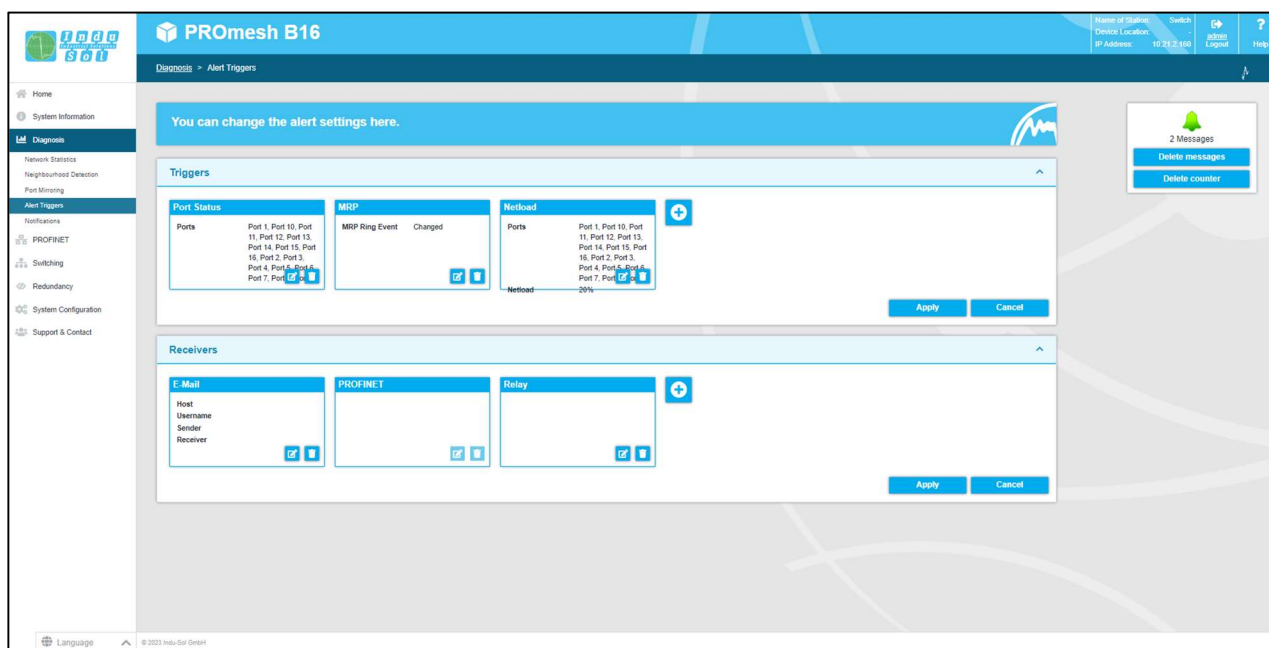 Indu
Industrial Solutions
Sol
PROmesh B16
Name of Station: Switch
Device Location: -
IP Address: 10.21.2.160
admin
Logout
?
Help
Diagnosis > Alert Triggers
Home
System Information
Diagnosis
Network Statistics
Neighbourhood Detection
Port Mirroring
Alert Triggers
Notifications
PROFINET
Switching
Redundancy
System Configuration
Support & Contact
You can change the alert settings here.
2 Messages
Delete messages
Delete counter
Triggers
Port Status
Ports
Port 1, Port 10, Port
11, Port 12, Port 13,
Port 14, Port 15, Port
16, Port 2, Port 3,
Port 4, Port 5, Port 6,
Port 7, Port
MRP
MRP Ring Event Changed
Netload
Ports
Port 1, Port 10, Port
11, Port 12, Port 13,
Port 14, Port 15, Port
16, Port 2, Port 3,
Port 4, Port 5, Port 6,
Port 7, Port
Netload 20%
Apply
Cancel
Receivers
E-Mail
Host
Username
Sender
Receiver
PROFINET
Relay
Apply
Cancel
Language
© 2023 Indu-Sol GmbH